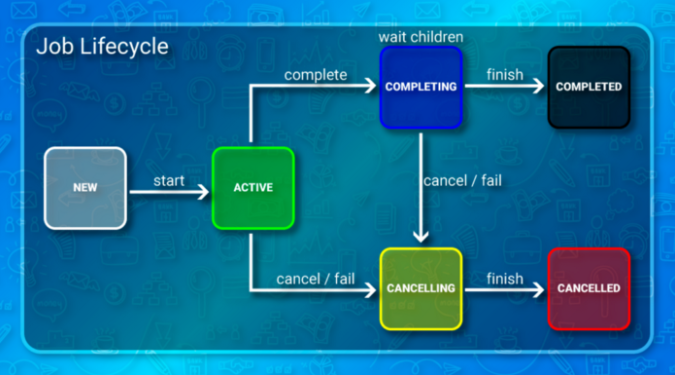 Job Lifecycle
wait children
complete
COMPLETING
finish
COMPLETED
NEW
start
ACTIVE
cancel / fail
cancel / fail
CANCELLING
finish
CANCELLED